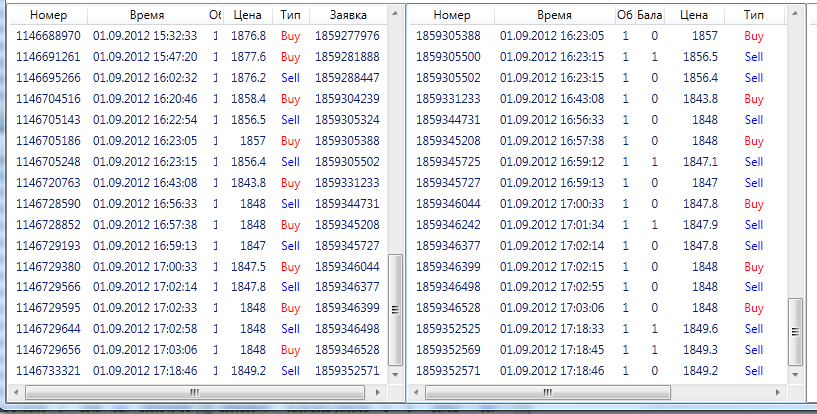 Номер Время Об Цена Тип Заявка
1146688970 01.09.2012 15:32:33 1 1876.8 Buy 1859277976
1146691261 01.09.2012 15:47:20 1 1877.6 Buy 1859281188
1146695266 01.09.2012 16:02:32 1 1876.2 Sell 1859288448
1146704516 01.09.2012 16:20:46 1 1858.4 Buy 1859304239
1146705143 01.09.2012 16:22:54 1 1856.5 Sell 1859305324
1146705186 01.09.2012 16:23:05 1 1857 Buy 1859305388
1146705248 01.09.2012 16:23:15 1 1856.4 Sell 1859305502
1146720763 01.09.2012 16:43:08 1 1843.8 Buy 1859331233
1146728590 01.09.2012 16:56:33 1 1848 Sell 1859344731
1146728852 01.09.2012 16:57:38 1 1848 Buy 1859345208
1146729193 01.09.2012 16:59:13 1 1847 Sell 1859345727
1146729380 01.09.2012 17:00:33 1 1847.5 Buy 1859346044
1146729566 01.09.2012 17:02:14 1 1847.8 Sell 1859346377
1146729595 01.09.2012 17:02:33 1 1848 Buy 1859346399
1146729644 01.09.2012 17:02:58 1 1848 Sell 1859346498
1146729656 01.09.2012 17:03:06 1 1848 Buy 1859346528
1146733321 01.09.2012 17:18:46 1 1849.2 Sell 1859352571
Номер Время Об Бала Цена Тип
1859305388 01.09.2012 16:23:05 1 0 1857 Buy
1859305500 01.09.2012 16:23:15 1 1 1856.5 Sell
1859305502 01.09.2012 16:23:15 1 0 1856.4 Sell
1859331233 01.09.2012 16:43:08 1 0 1843.8 Buy
1859344731 01.09.2012 16:56:33 1 0 1848 Sell
1859345208 01.09.2012 16:57:38 1 0 1848 Buy
1859345725 01.09.2012 16:59:12 1 1 1847.1 Sell
1859345727 01.09.2012 16:59:13 1 0 1847 Sell
1859346044 01.09.2012 17:00:33 1 0 1847.8 Buy
1859346242 01.09.2012 17:01:34 1 1 1847.9 Sell
1859346377 01.09.2012 17:02:14 1 0 1847.8 Sell
1859346399 01.09.2012 17:02:15 1 0 1848 Buy
1859346498 01.09.2012 17:02:55 1 0 1848 Sell
1859346528 01.09.2012 17:03:06 1 0 1848 Buy
1859352525 01.09.2012 17:18:33 1 1 1849.6 Sell
1859352569 01.09.2012 17:18:45 1 1 1849.3 Sell
1859352571 01.09.2012 17:18:46 1 0 1849.2 Sell